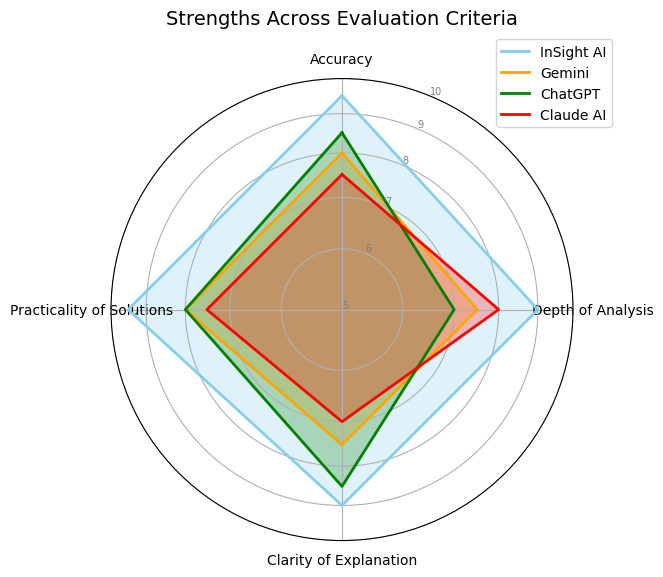 Strengths Across Evaluation Criteria
InSight AI
Gemini
ChatGPT
Claude AI
Accuracy
10
9
8
7
6
5
Practicality of Solutions
Depth of Analysis
Clarity of Explanation